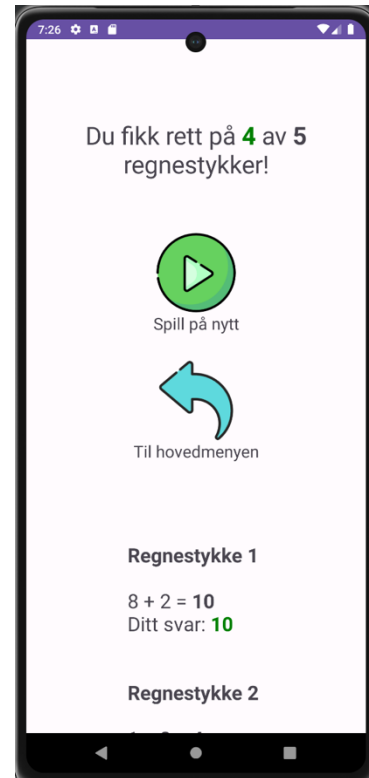 7:26
Du fikk rett på 4 av 5
regnestykker!
Spill på nytt
Til hovedmenyen
Regnestykke 1
8 + 2 = 10
Ditt svar: 10
Regnestykke 2